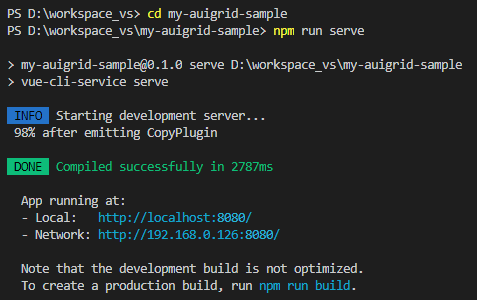 PS D:\workspace_vs> cd my-auigrid-sample
PS D:\workspace_vs\my-auigrid-sample> npm run serve
> my-auigrid-sample@0.1.0 serve D:\workspace_vs\my-auigrid-sample
> vue-cli-service serve
INFO Starting development server...
98% after emitting CopyPlugin
DONE Compiled successfully in 2787ms
App running at:
- Local: http://localhost:8080/
- Network: http://192.168.0.126:8080/
Note that the development build is not optimized.
To create a production build, run npm run build.